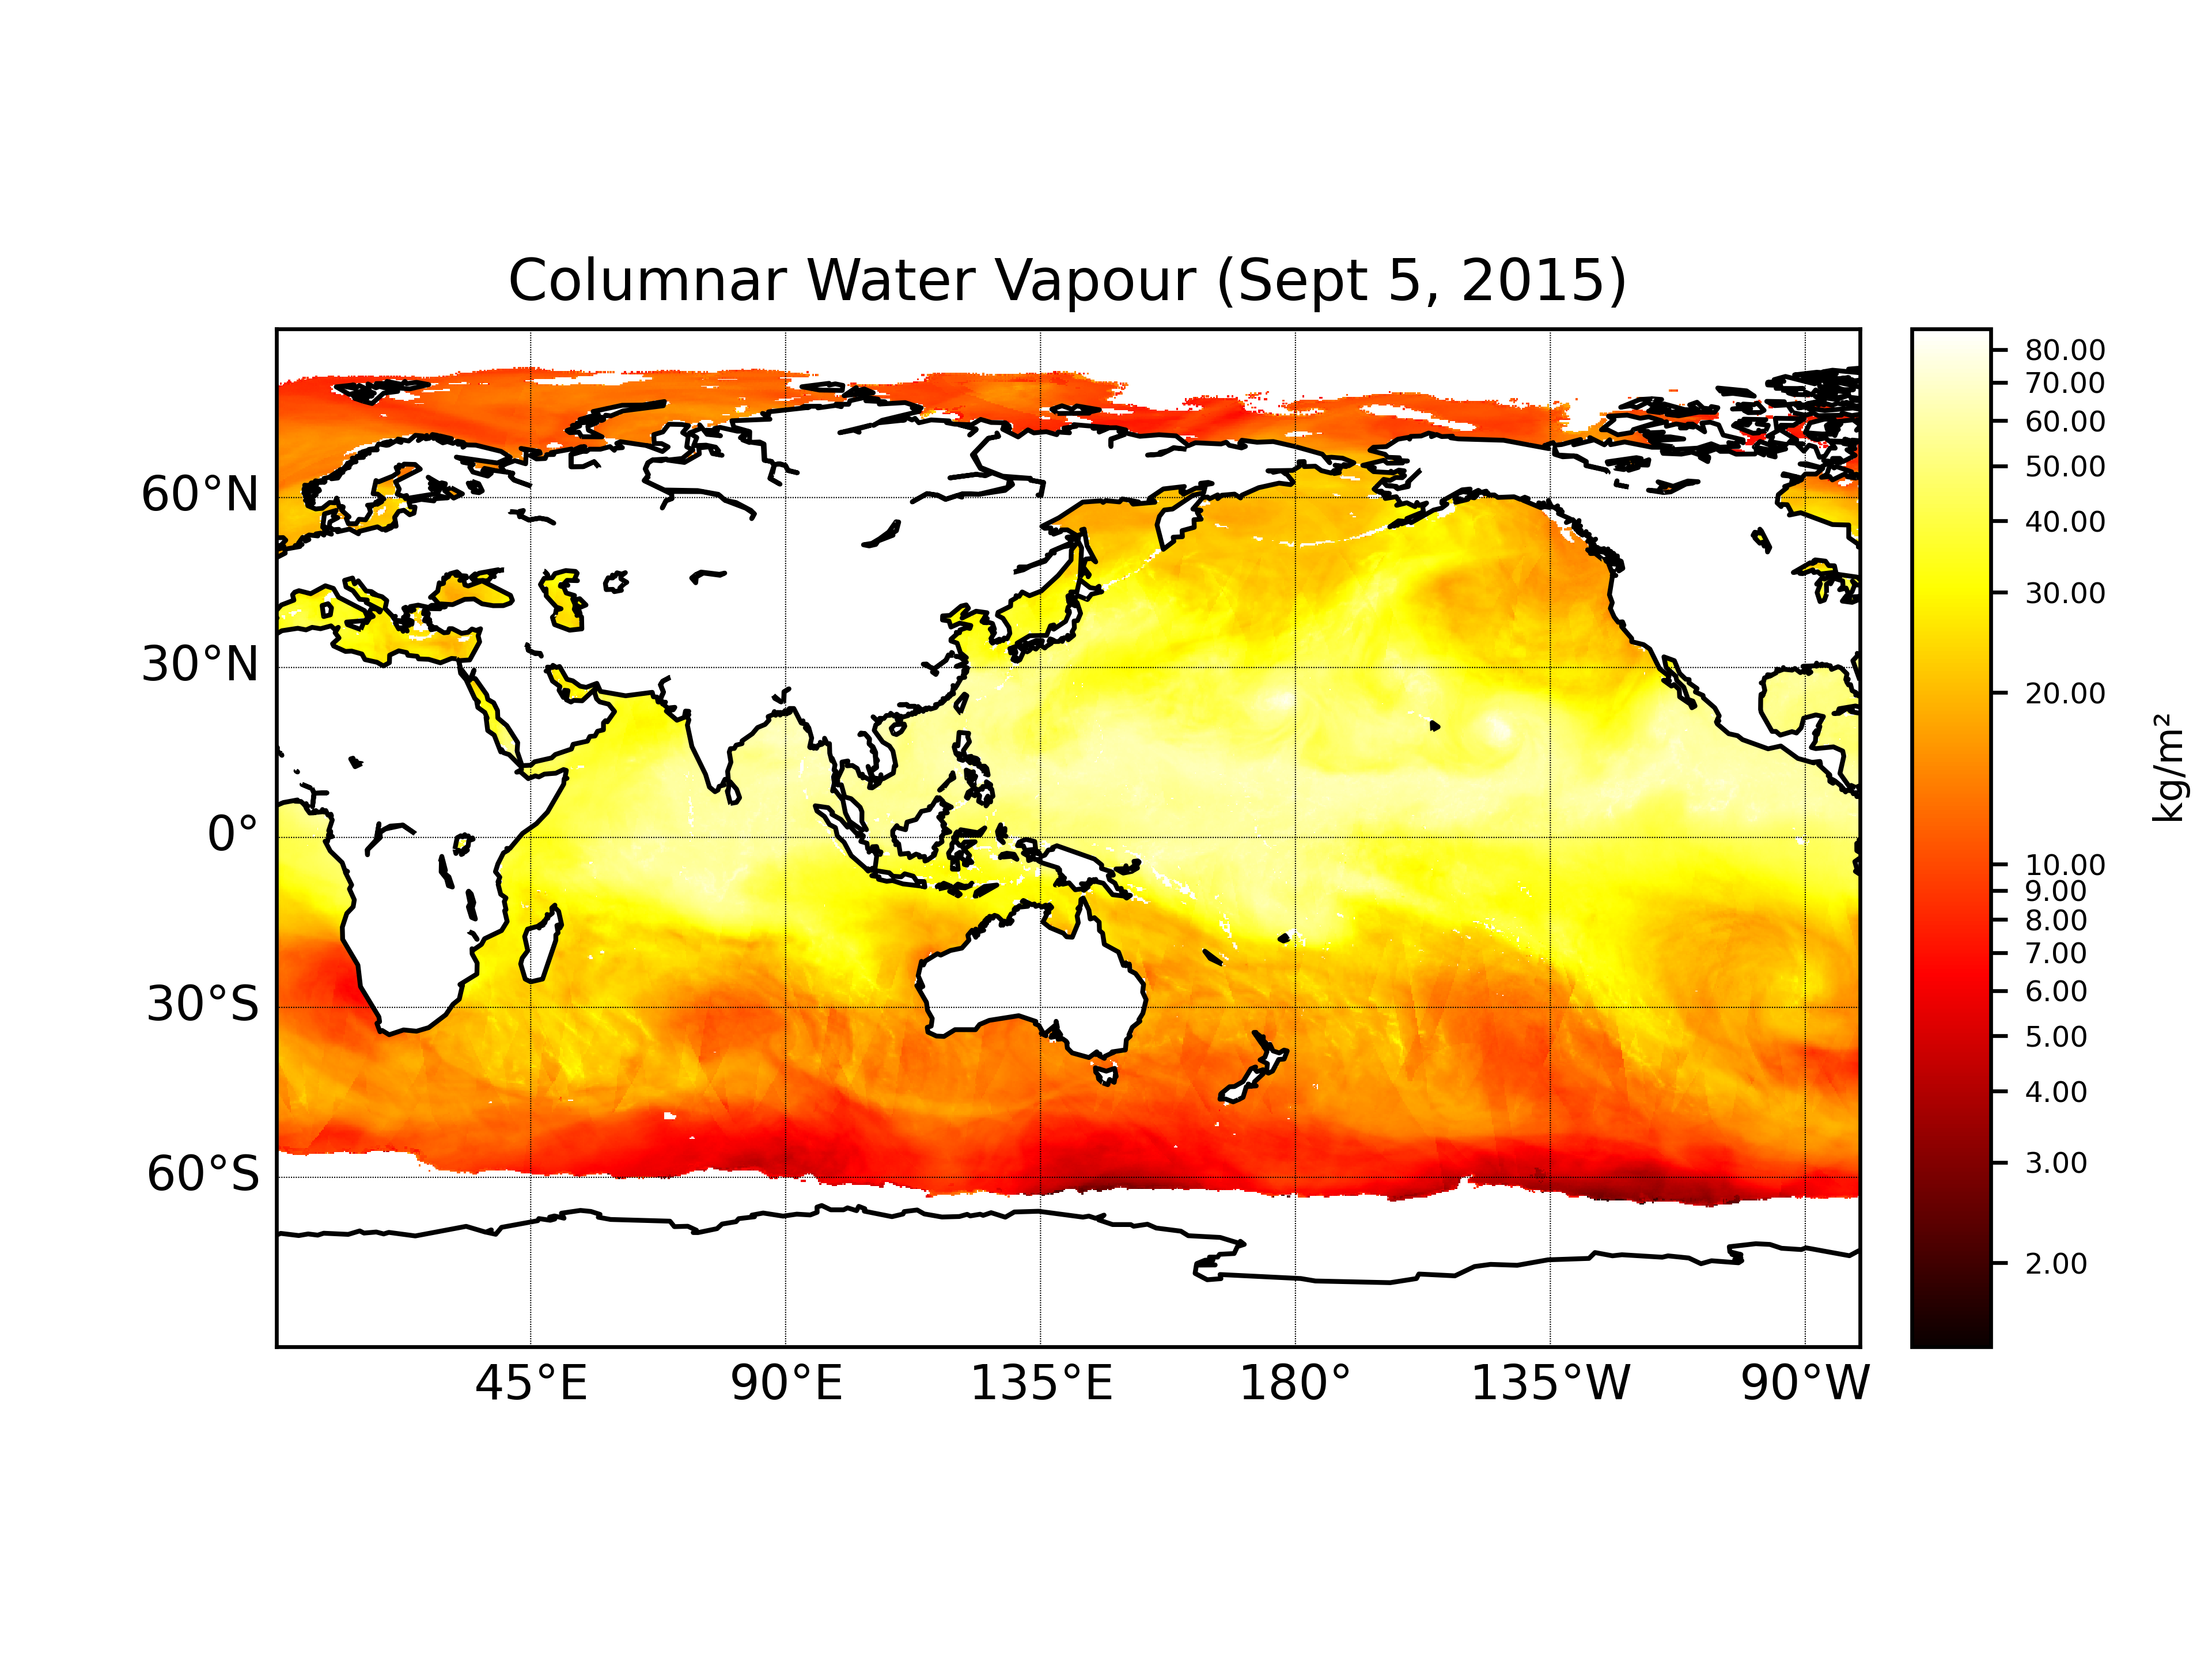 Columnar Water Vapour (Sept 5, 2015)
60°N
30°N
0°
30°S
60°S
45°E
90°E
135°E
180°
135°W
90°W
80.00
70.00
60.00
50.00
40.00
30.00
20.00
10.00
9.00
8.00
7.00
6.00
5.00
4.00
3.00
2.00
kg/m²